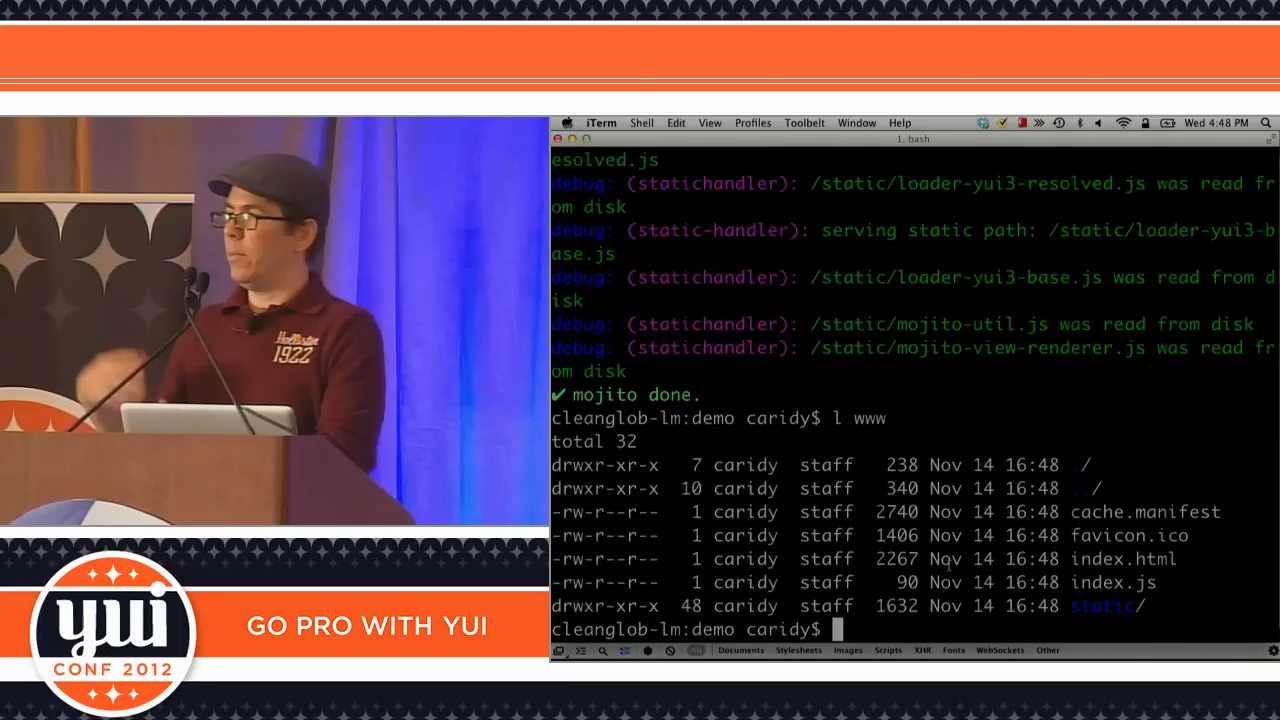 iTerm Shell Edit View Profiles Toolbelt Window Help Wed 4:48 PM
1. bash
esolved.js
debug: (statichandler): /static/loader-yui3-resolved.js was read fr
om disk
debug: (static-handler): serving static path: /static/loader-yui3-b
ase.js
debug: (statichandler): /static/loader-yui3-base.js was read from d
isk
debug: (statichandler): /static/mojito-util.js was read from disk
debug: (statichandler): /static/mojito-view-renderer.js was read fr
om disk
✔ mojito done.
cleanglob-lm:demo caridy$ l www
total 32
drwxr-xr-x 7 caridy staff 238 Nov 14 16:48 ./
drwxr-xr-x 10 caridy staff 340 Nov 14 16:48 ../
-rw-r--r-- 1 caridy staff 2740 Nov 14 16:48 cache.manifest
-rw-r--r-- 1 caridy staff 1406 Nov 14 16:48 favicon.ico
-rw-r--r-- 1 caridy staff 2267 Nov 14 16:48 index.html
-rw-r--r-- 1 caridy staff 90 Nov 14 16:48 index.js
drwxr-xr-x 48 caridy staff 1632 Nov 14 16:48 static/
cleanglob-lm:demo caridy$
Documents Stylesheets Images Scripts XHR Fonts WebSockets Other
Hollister
1922
yui
CONF 2012
GO PRO WITH YUI